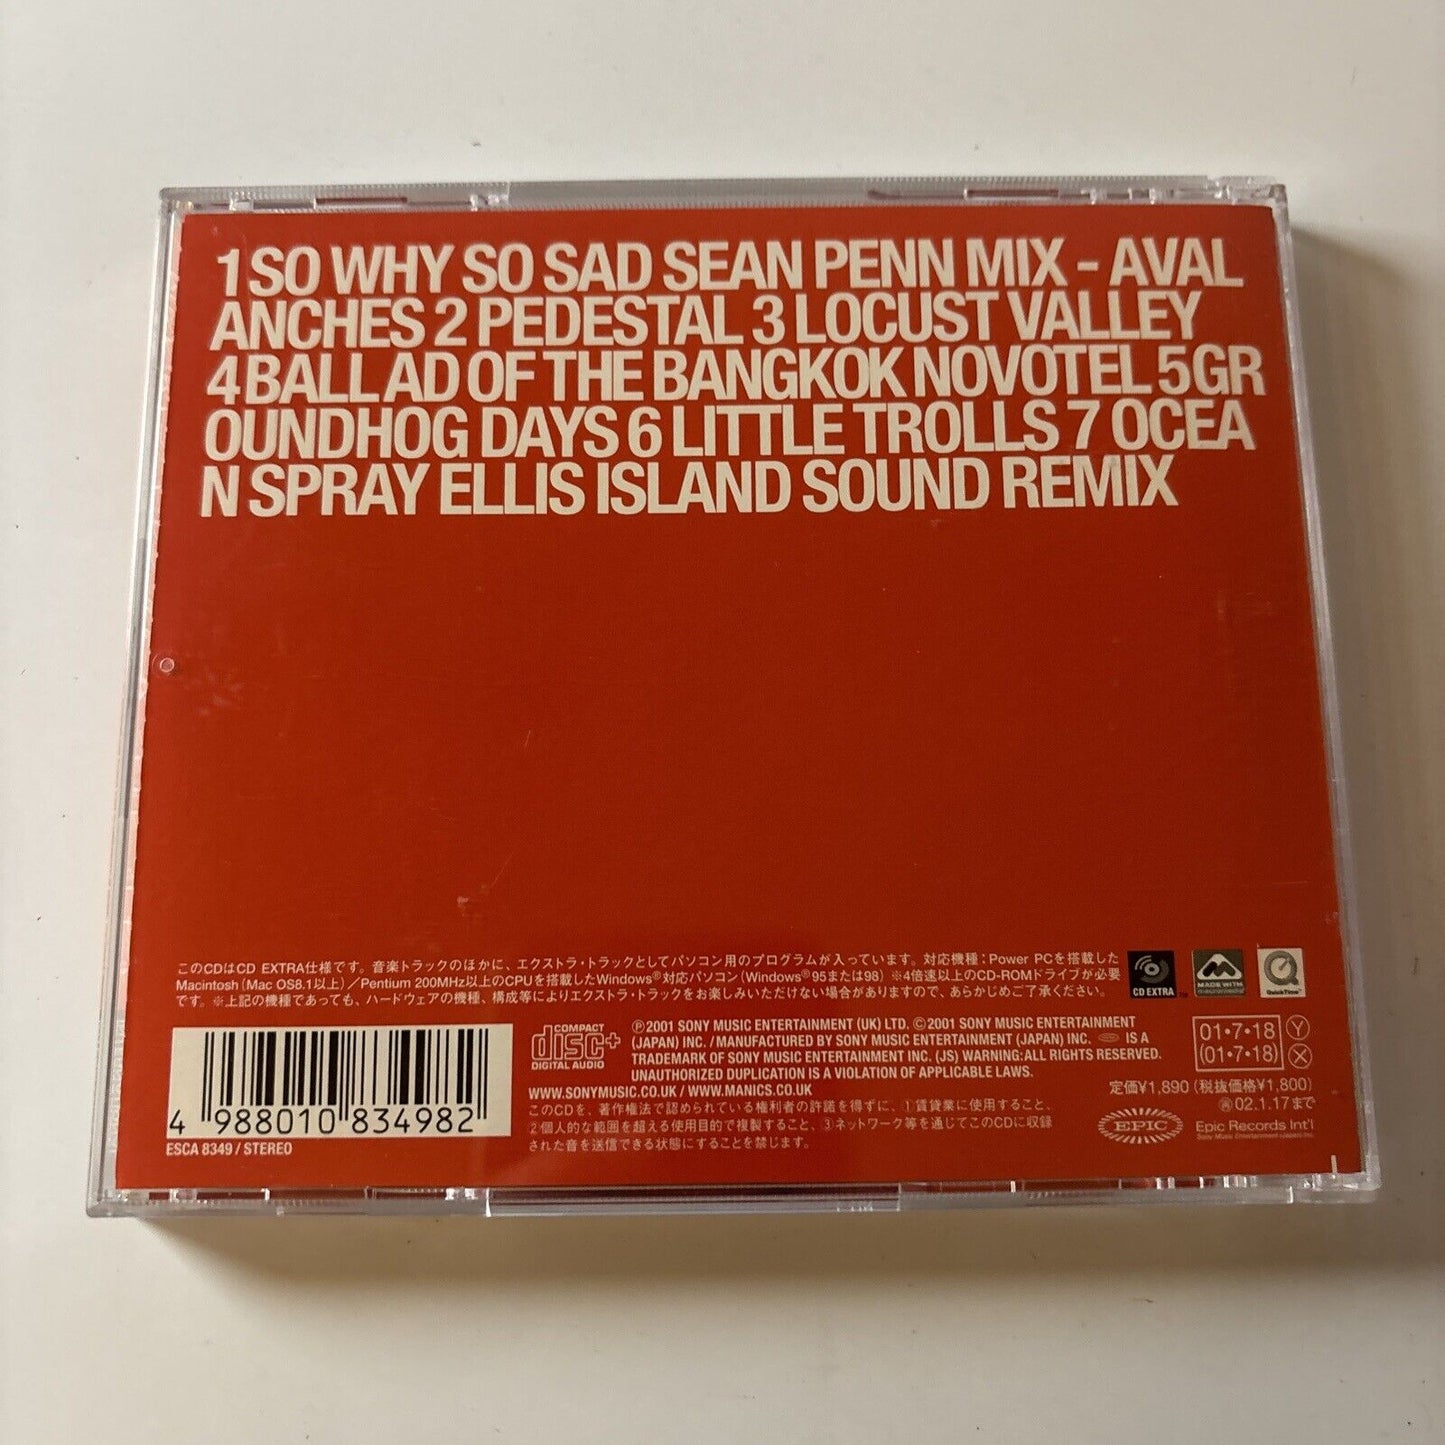 1 SO WHY SO SAD SEAN PENN MIX - AVAL
ANCHES 2 PEDESTAL 3 LOCUST VALLEY
4 BALLAD OF THE BANGKOK NOVOTEL 5 GR
OUNDHOG DAYS 6 LITTLE TROLLS 7 OCEA
N SPRAY ELLIS ISLAND SOUND REMIX
このCDはCD EXTRA仕様です。音楽トラックのほかに、エクストラ・トラックとしてパソコン用のプログラムが入っています。対応機種：Power PCを搭載した
Macintosh（Mac OS8.1以上）／Pentium 200MHz以上のCPUを搭載したWindows®対応パソコン（Windows®95または98）※4倍速以上のCD-ROMドライブが必要
です。※上記の機種であっても、ハードウェアの機種、構成等によりエクストラ・トラックをお楽しみいただけない場合がありますので、あらかじめご了承ください。
CD EXTRA
MADE WITH
QuickTime
4 988010 834982
ESCA 8349 / STEREO
COMPACT
disc+
DIGITAL AUDIO
℗2001 SONY MUSIC ENTERTAINMENT (UK) LTD. ©2001 SONY MUSIC ENTERTAINMENT
(JAPAN) INC. / MANUFACTURED BY SONY MUSIC ENTERTAINMENT (JAPAN) INC. IS A
TRADEMARK OF SONY MUSIC ENTERTAINMENT INC. (JS) WARNING: ALL RIGHTS RESERVED.
UNAUTHORIZED DUPLICATION IS A VIOLATION OF APPLICABLE LAWS.
WWW.SONYMUSIC.CO.UK / WWW.MANICS.CO.UK
このCDを、著作権法で認められている権利者の許諾を得ずに、①賃貸業に使用すること、
②個人的な範囲を超える使用目的で複製すること、③ネットワーク等を通じてこのCDに収録
された音を送信できる状態にすることを禁じます。
01・7・18 Ⓨ
(01・7・18) Ⓧ
定価¥1,890（税抜価格¥1,800）
02.1.17まで
EPIC
Epic Records Int'l
Sony Music Entertainment (Japan) Inc.